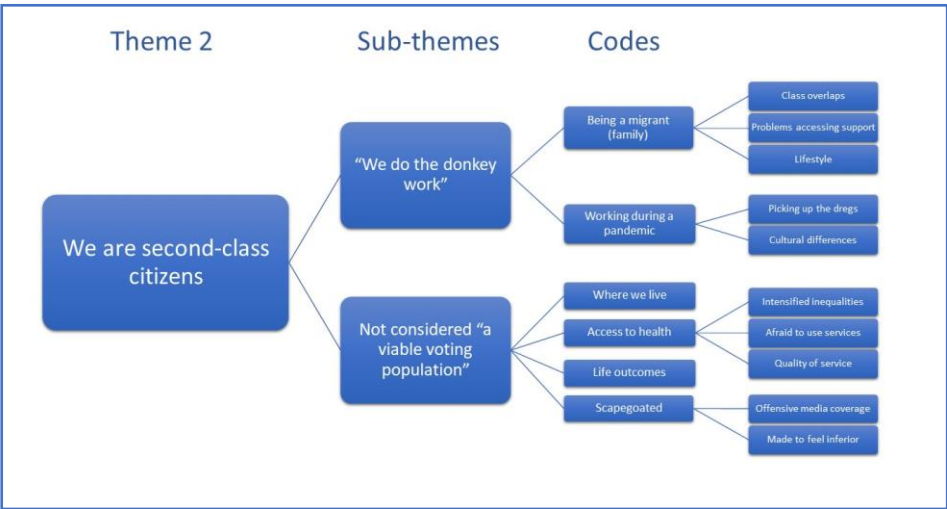 Theme 2
Sub-themes
Codes
We are second-class
citizens
“We do the donkey
work”
Being a migrant
(family)
Class overlaps
Problems accessing support
Lifestyle
Working during a
pandemic
Picking up the dregs
Cultural differences
Not considered “a
viable voting
population”
Where we live
Access to health
Intensified inequalities
Afraid to use services
Quality of service
Life outcomes
Scapegoated
Offensive media coverage
Made to feel inferior